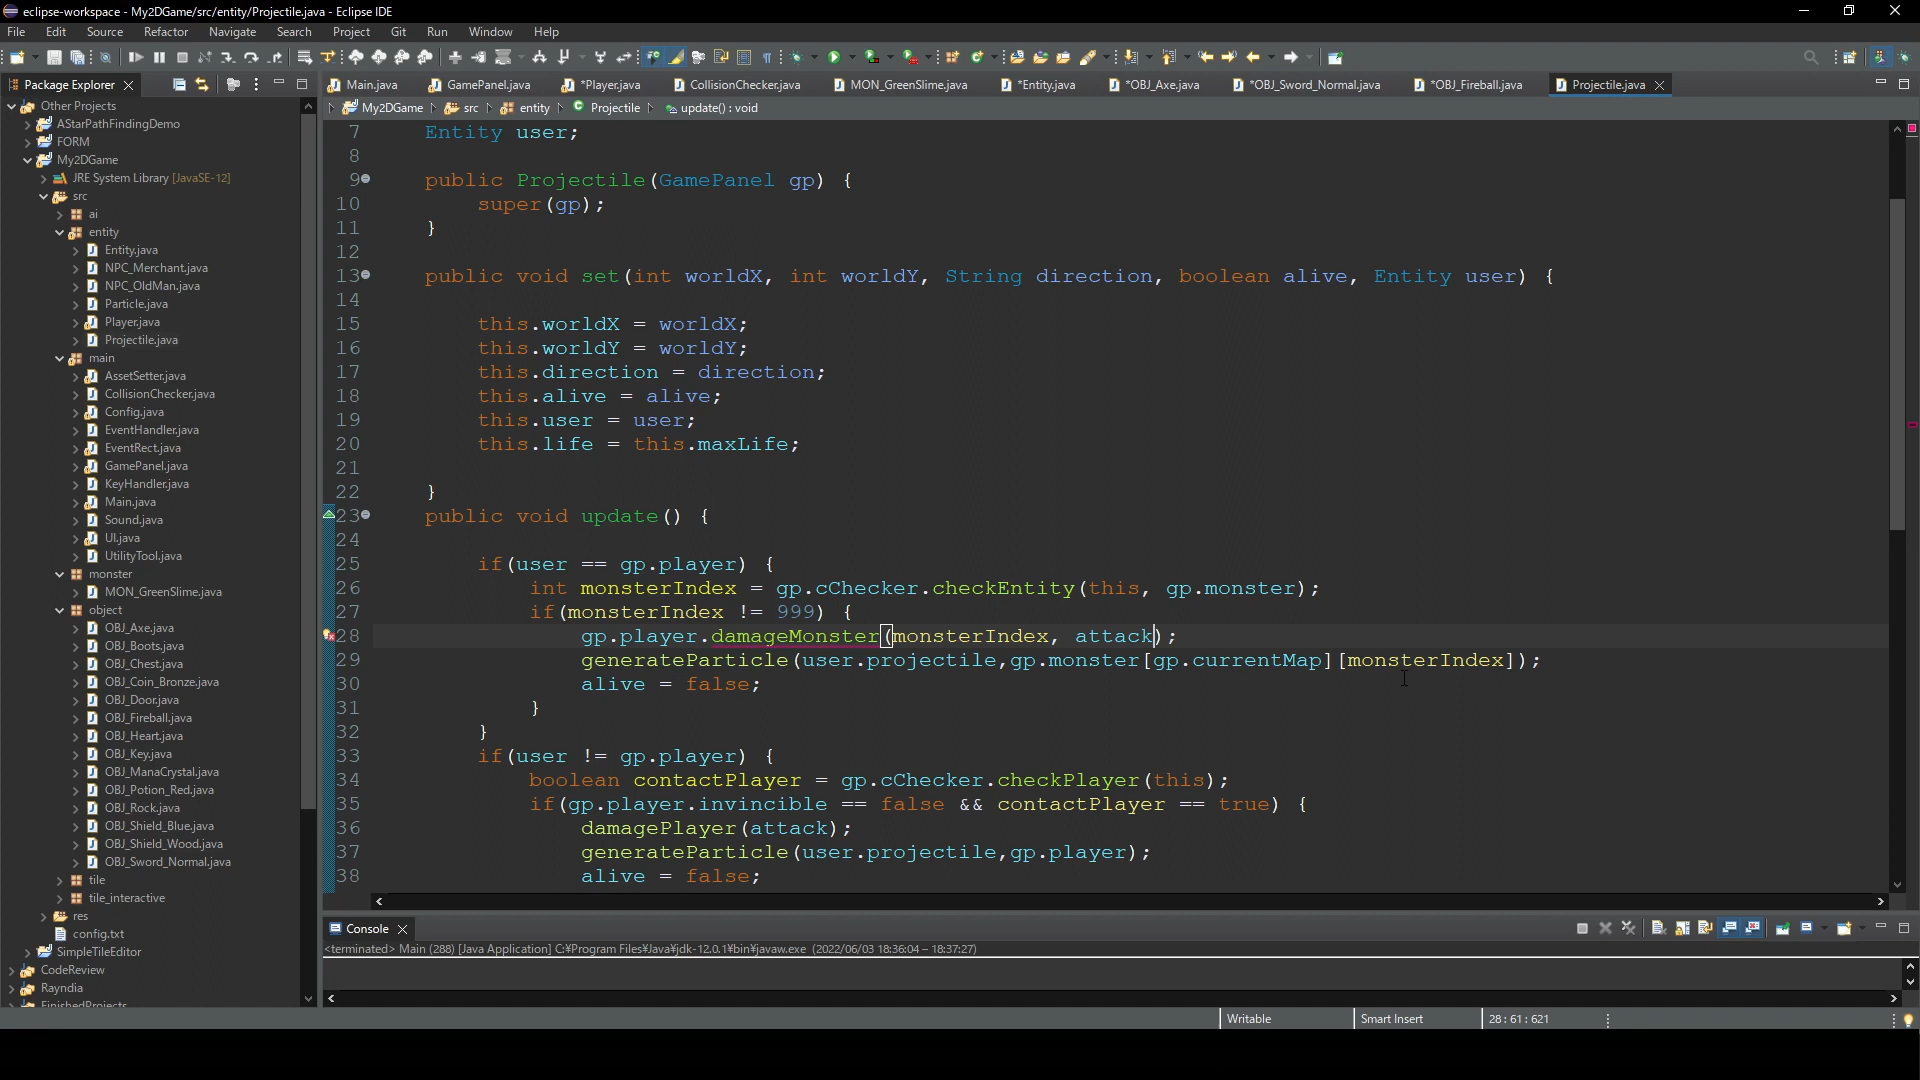 eclipse-workspace - My2DGame/src/entity/Projectile.java - Eclipse IDE
File Edit Source Refactor Navigate Search Project Git Run Window Help
Package Explorer
Main.java GamePanel.java *Player.java CollisionChecker.java MON_GreenSlime.java *Entity.java *OBJ_Axe.java *OBJ_Sword_Normal.java *OBJ_Fireball.java Projectile.java
My2DGame src entity Projectile update() : void
Other Projects
AStarPathFindingDemo
FORM
My2DGame
JRE System Library [JavaSE-12]
src
ai
entity
Entity.java
NPC_Merchant.java
NPC_OldMan.java
Particle.java
Player.java
Projectile.java
main
AssetSetter.java
CollisionChecker.java
Config.java
EventHandler.java
EventRect.java
GamePanel.java
KeyHandler.java
Main.java
Sound.java
UI.java
UtilityTool.java
monster
MON_GreenSlime.java
object
OBJ_Axe.java
OBJ_Boots.java
OBJ_Chest.java
OBJ_Coin_Bronze.java
OBJ_Door.java
OBJ_Fireball.java
OBJ_Heart.java
OBJ_Key.java
OBJ_ManaCrystal.java
OBJ_Potion_Red.java
OBJ_Rock.java
OBJ_Shield_Blue.java
OBJ_Shield_Wood.java
OBJ_Sword_Normal.java
tile
tile_interactive
res
config.txt
SimpleTileEditor
CodeReview
Rayndia
FinishedProjects
7 Entity user;
8
9 public Projectile(GamePanel gp) {
10 super(gp);
11 }
12
13 public void set(int worldX, int worldY, String direction, boolean alive, Entity user) {
14
15 this.worldX = worldX;
16 this.worldY = worldY;
17 this.direction = direction;
18 this.alive = alive;
19 this.user = user;
20 this.life = this.maxLife;
21
22 }
23 public void update() {
24
25 if(user == gp.player) {
26 int monsterIndex = gp.cChecker.checkEntity(this, gp.monster);
27 if(monsterIndex != 999) {
28 gp.player.damageMonster(monsterIndex, attack);
29 generateParticle(user.projectile,gp.monster[gp.currentMap][monsterIndex]);
30 alive = false;
31 }
32 }
33 if(user != gp.player) {
34 boolean contactPlayer = gp.cChecker.checkPlayer(this);
35 if(gp.player.invincible == false && contactPlayer == true) {
36 damagePlayer(attack);
37 generateParticle(user.projectile,gp.player);
38 alive = false;
Console
<terminated> Main (288) [Java Application] C:¥Program Files¥Java¥jdk-12.0.1¥bin¥javaw.exe (2022/06/03 18:36:04 – 18:37:27)
Writable Smart Insert 28 : 61 : 621